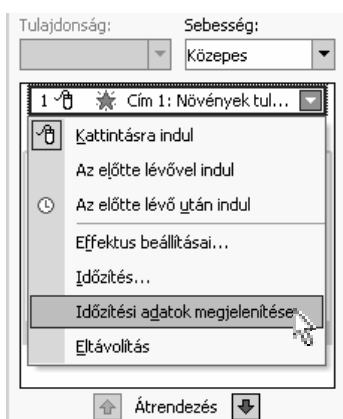 Tulajdonság: Sebesség:
Közepes
1 Cím 1: Növények tul...
Kattintásra indul
Az előtte lévővel indul
Az előtte lévő után indul
Effektus beállításai...
Időzítés...
Időzítési adatok megjelenítése
Eltávolítás
Átrendezés